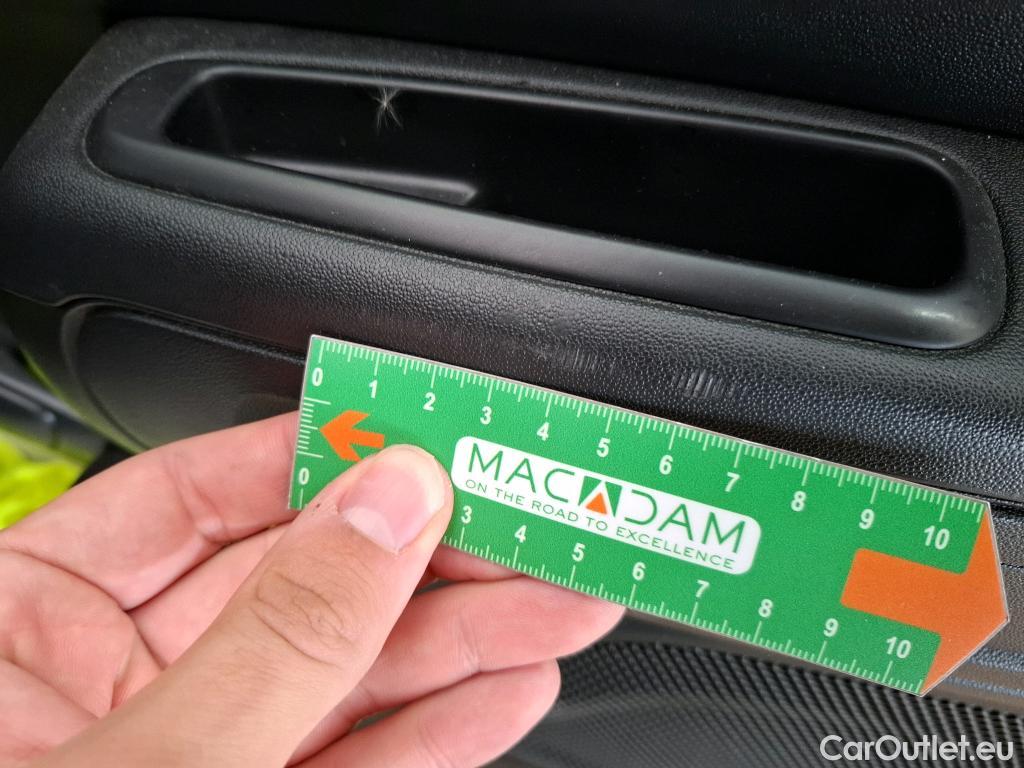 0 1 2 3 4 5 6 7 8 9 10
MACADAM
ON THE ROAD TO EXCELLENCE
0 3 4 5 6 7 8 9 10
CarOutlet.eu